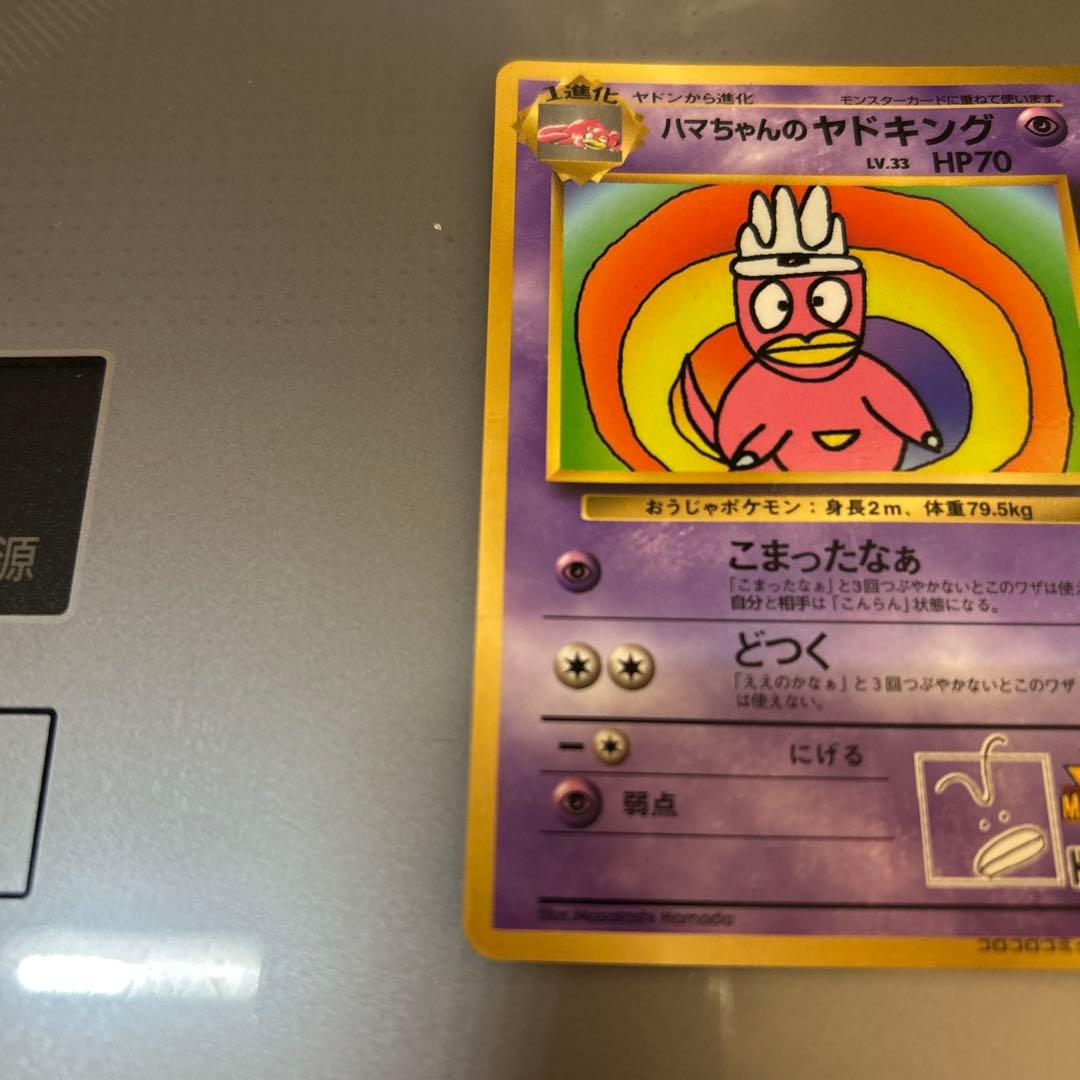 1進化 ヤドンから進化 モンスターカードに重ねて使います。
ハマちゃんのヤドキング
LV.33 HP70
おうじゃポケモン：身長2m、体重79.5kg
こまったなぁ
「こまったなぁ」と3回つぶやかないとこのワザは使え
自分と相手は「こんらん」状態になる。
どつく
「ええのかなぁ」と3回つぶやかないとこのワザ
は使えない。
にげる
弱点
Illus.Masatoshi Hamada
コロコロコミ
源